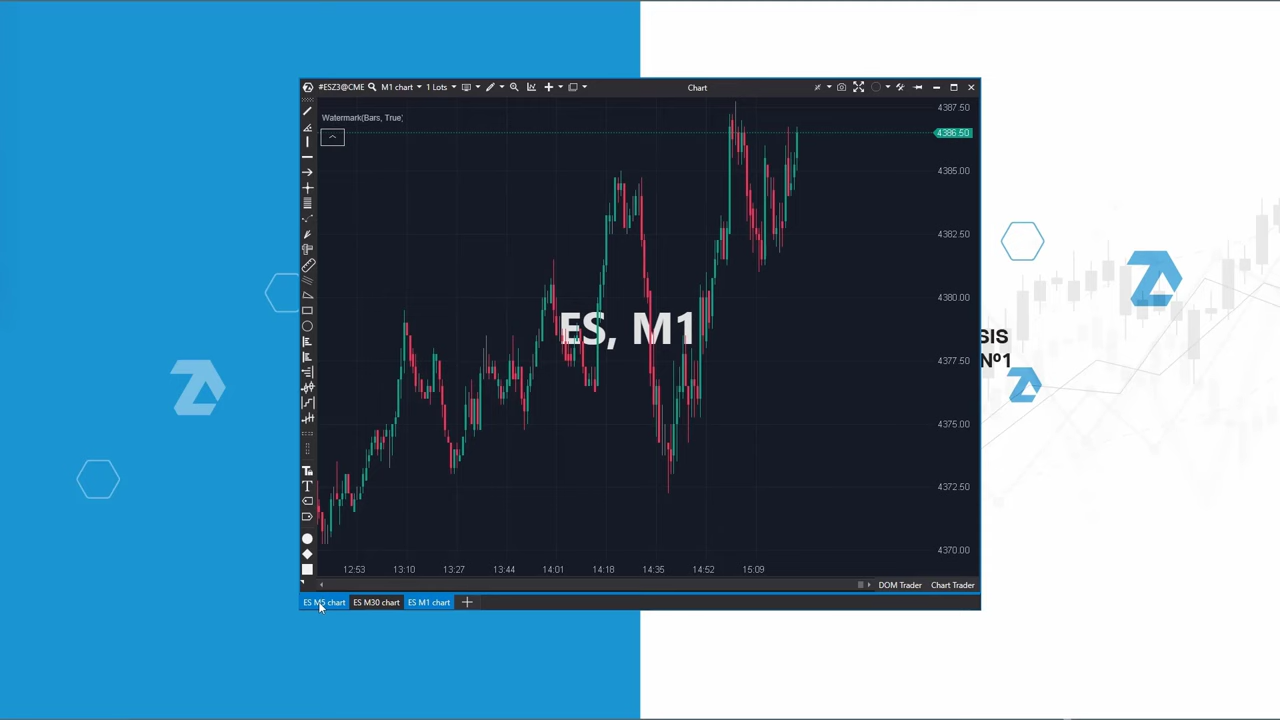 #ESZ3@CME M1 chart 1 Lots Chart
Watermark(Bars, True)
4387.50
4386.50
4385.00
4382.50
4380.00
4377.50
4375.00
4372.50
4370.00
ES, M1
SIS
Nº1
12:53 13:10 13:27 13:44 14:01 14:18 14:35 14:52 15:09
DOM Trader Chart Trader
ES M5 chart ES M30 chart ES M1 chart